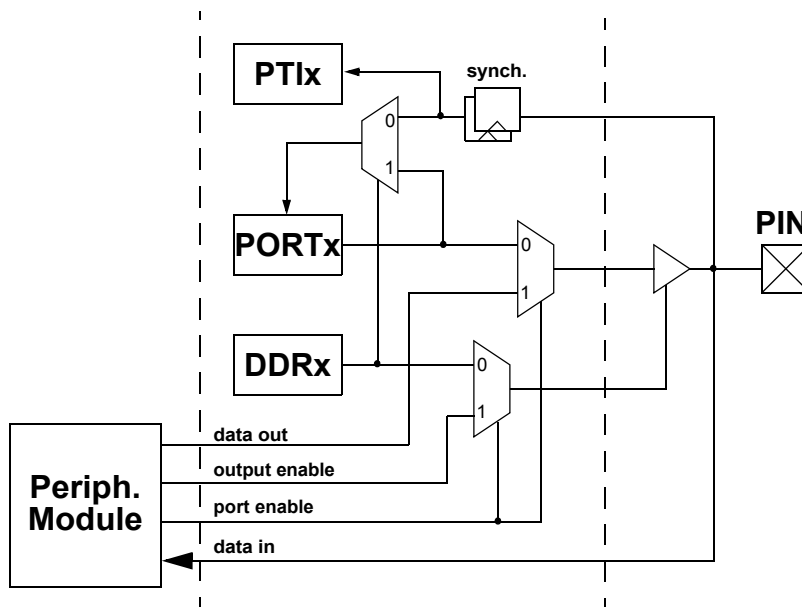 PTIx
synch.
0
1
PORTx
PIN
0
1
DDRx
0
1
data out
output enable
Periph.
Module
port enable
data in